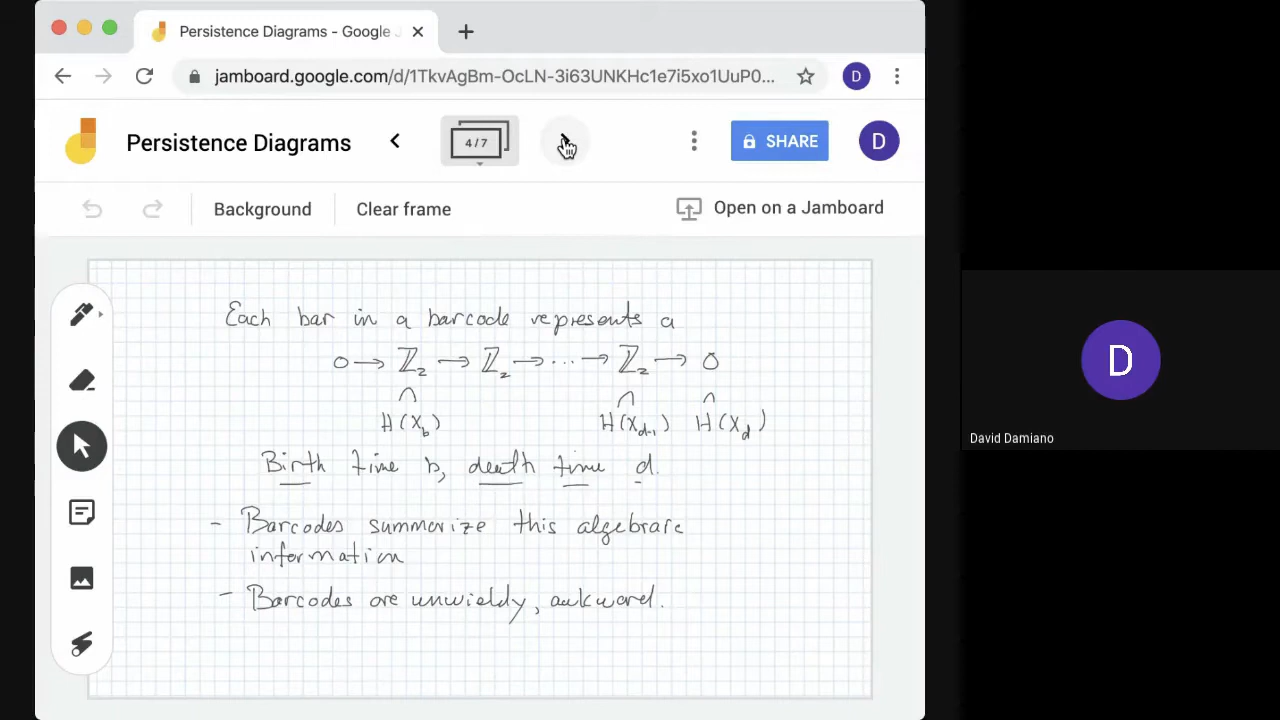 Persistence Diagrams - Google J
jamboard.google.com/d/1TkvAgBm-OcLN-3i63UNKHc1e7i5xo1UuP0...
D
Persistence Diagrams
4/7
SHARE
D
Background
Clear frame
Open on a Jamboard
Each bar in a barcode represents a
0 → ℤ₂ → ℤ₂ → ... → ℤ₂ → 0
H(X_b) H(X_{d-1}) H(X_d)
Birth time b, death time d.
- Barcodes summarize this algebraic
information
- Barcodes are unwieldy, aukward.
D
David Damiano